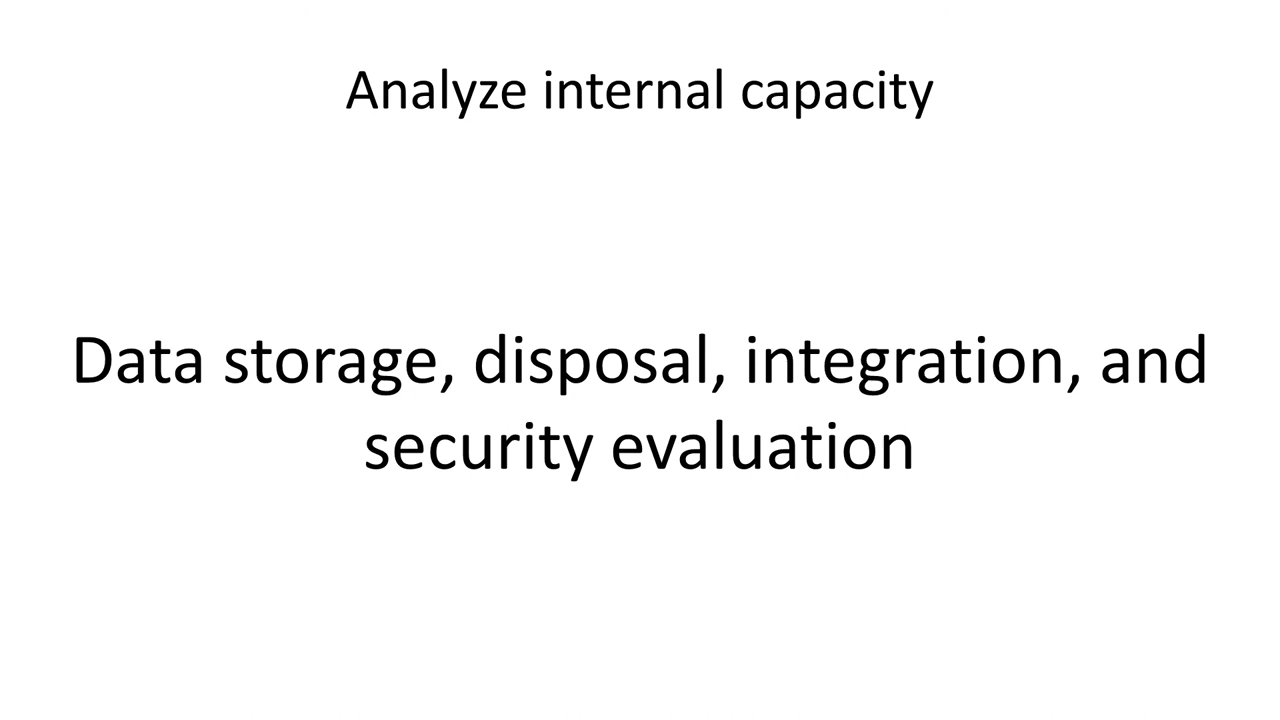 Analyze internal capacity
Data storage, disposal, integration, and
security evaluation